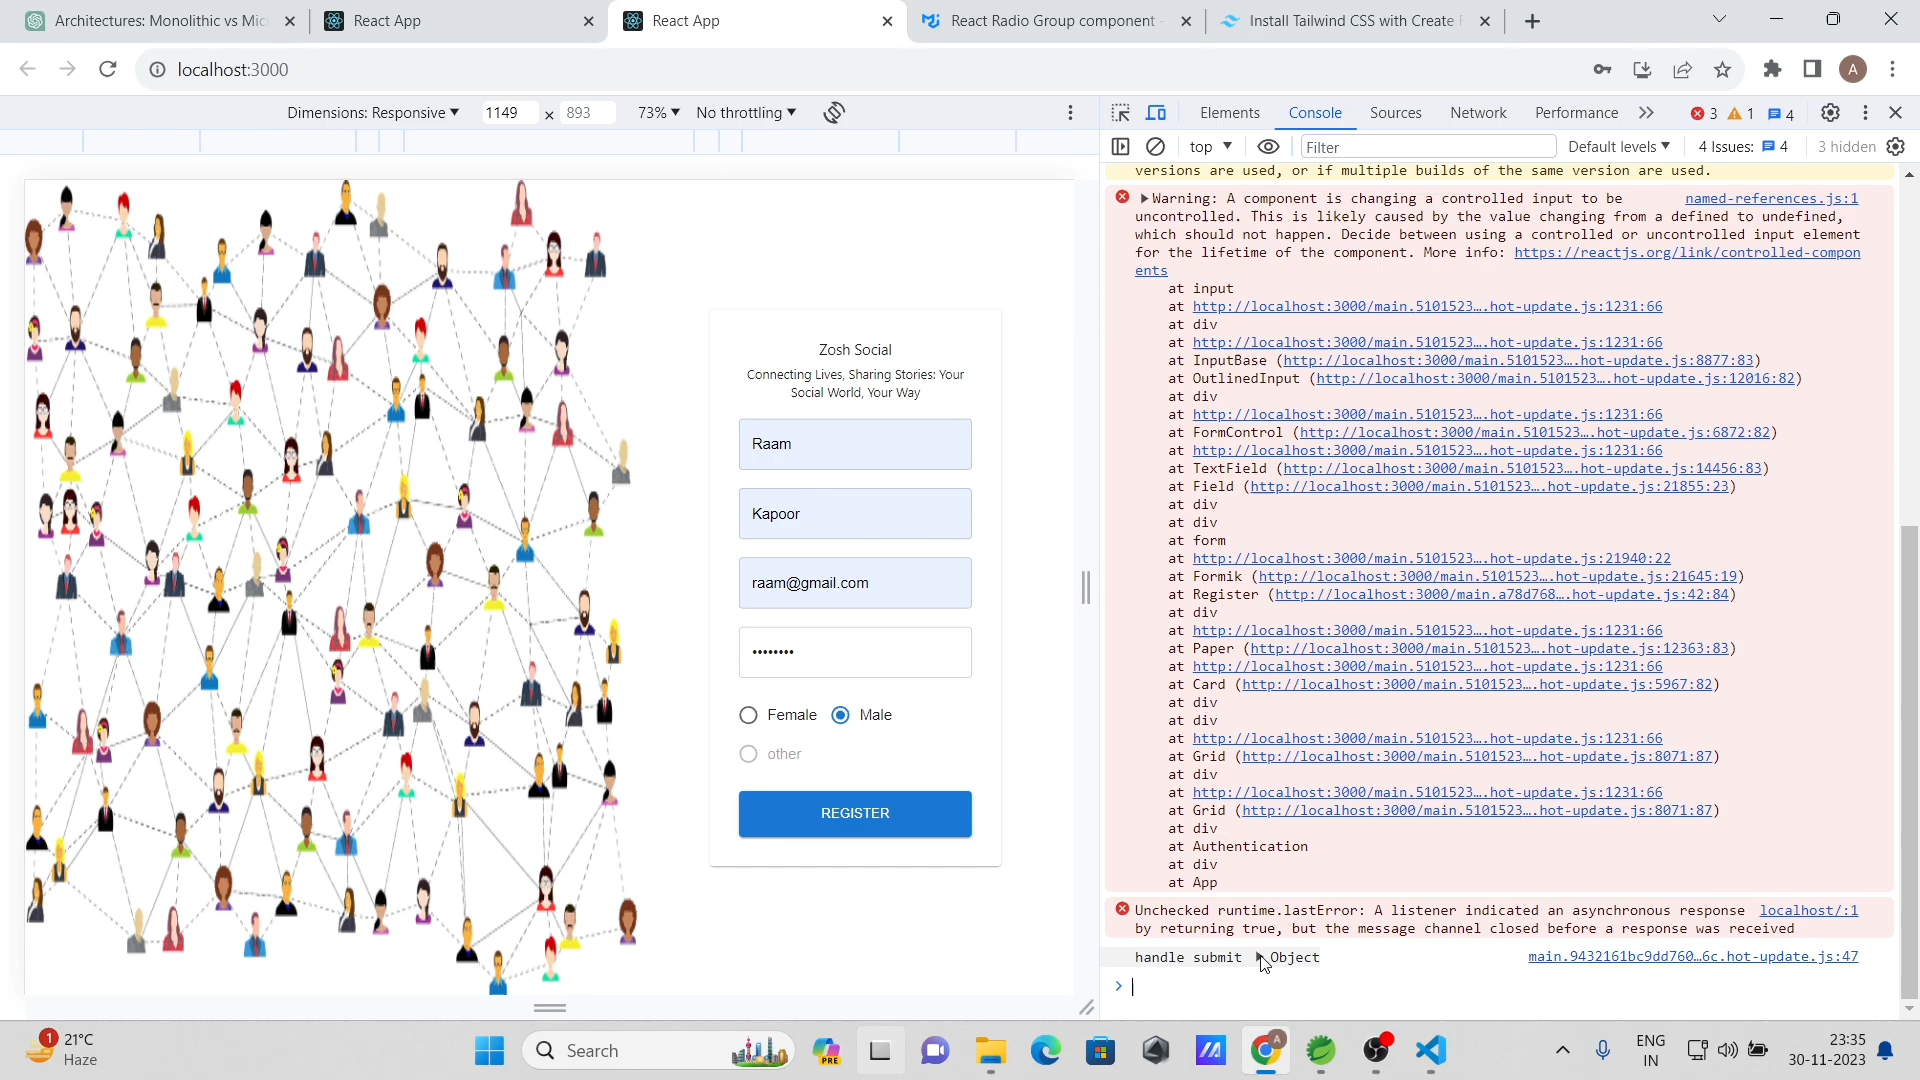 Architectures: Monolithic vs Mic
React App
React App
React Radio Group component -
Install Tailwind CSS with Create
localhost:3000
A
Dimensions: Responsive
1149 × 893
73%
No throttling
Elements
Console
Sources
Network
Performance
3
1
4
top
Filter
Default levels
4 Issues: 4
3 hidden
versions are used, or if multiple builds of the same version are used.
Warning: A component is changing a controlled input to be named-references.js:1
uncontrolled. This is likely caused by the value changing from a defined to undefined,
which should not happen. Decide between using a controlled or uncontrolled input element
for the lifetime of the component. More info: https://reactjs.org/link/controlled-compon
ents
at input
at http://localhost:3000/main.5101523….hot-update.js:1231:66
at div
at http://localhost:3000/main.5101523….hot-update.js:1231:66
at InputBase (http://localhost:3000/main.5101523….hot-update.js:8877:83)
at OutlinedInput (http://localhost:3000/main.5101523….hot-update.js:12016:82)
at div
at http://localhost:3000/main.5101523….hot-update.js:1231:66
at FormControl (http://localhost:3000/main.5101523….hot-update.js:6872:82)
at http://localhost:3000/main.5101523….hot-update.js:1231:66
at TextField (http://localhost:3000/main.5101523….hot-update.js:14456:83)
at Field (http://localhost:3000/main.5101523….hot-update.js:21855:23)
at div
at div
at form
at http://localhost:3000/main.5101523….hot-update.js:21940:22
at Formik (http://localhost:3000/main.5101523….hot-update.js:21645:19)
at Register (http://localhost:3000/main.a78d768….hot-update.js:42:84)
at div
at http://localhost:3000/main.5101523….hot-update.js:1231:66
at Paper (http://localhost:3000/main.5101523….hot-update.js:12363:83)
at http://localhost:3000/main.5101523….hot-update.js:1231:66
at Card (http://localhost:3000/main.5101523….hot-update.js:5967:82)
at div
at div
at http://localhost:3000/main.5101523….hot-update.js:1231:66
at Grid (http://localhost:3000/main.5101523….hot-update.js:8071:87)
at div
at http://localhost:3000/main.5101523….hot-update.js:1231:66
at Grid (http://localhost:3000/main.5101523….hot-update.js:8071:87)
at div
at Authentication
at div
at App
Unchecked runtime.lastError: A listener indicated an asynchronous response localhost/:1
by returning true, but the message channel closed before a response was received
handle submit Object main.9432161bc9dd760…6c.hot-update.js:47
Zosh Social
Connecting Lives, Sharing Stories: Your
Social World, Your Way
Raam
Kapoor
raam@gmail.com
••••••••
Female
Male
other
REGISTER
1
21°C
Haze
Search
PRE
A
ENG
IN
23:35
30-11-2023